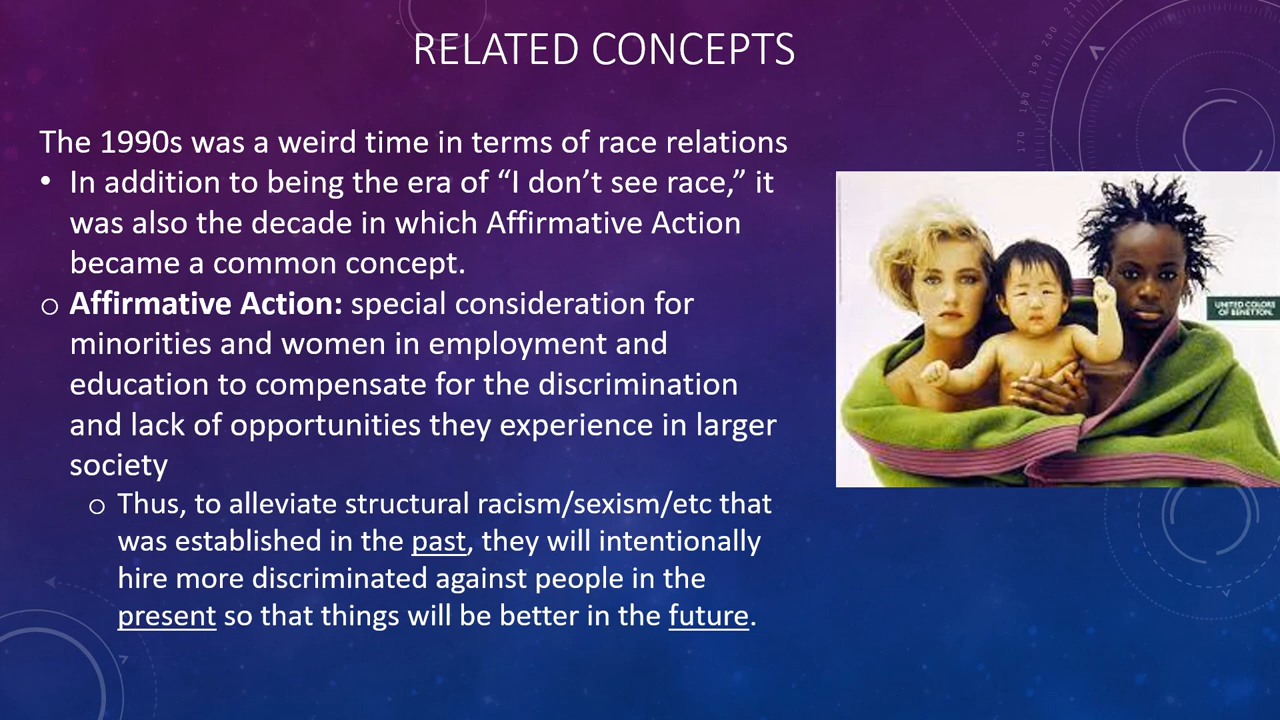 RELATED CONCEPTS
The 1990s was a weird time in terms of race relations
• In addition to being the era of “I don’t see race,” it
was also the decade in which Affirmative Action
became a common concept.
o Affirmative Action: special consideration for
minorities and women in employment and
education to compensate for the discrimination
and lack of opportunities they experience in larger
society
o Thus, to alleviate structural racism/sexism/etc that
was established in the past, they will intentionally
hire more discriminated against people in the
present so that things will be better in the future.
UNITED COLORS
OF BENETTON.
170
180
190
200
210